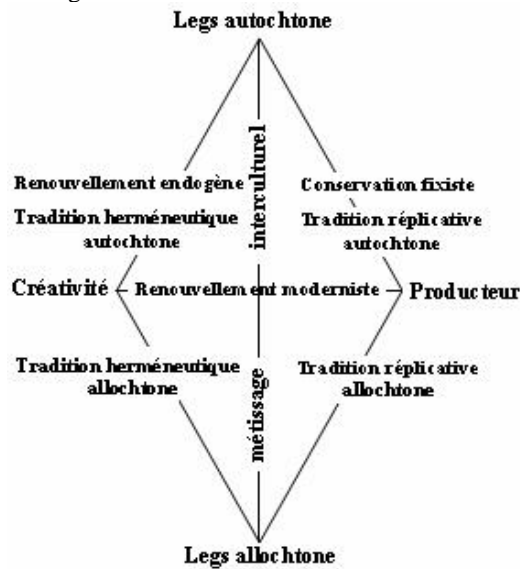 Legs autochtone
interculturel
Renouvellement endogène
Conservation fixiste
Tradition herméneutique
autochtone
Tradition réplicative
autochtone
Créativité
Renouvellement moderniste
Producteur
Tradition herméneutique
allochtone
Tradition réplicative
allochtone
métissage
Legs allochtone